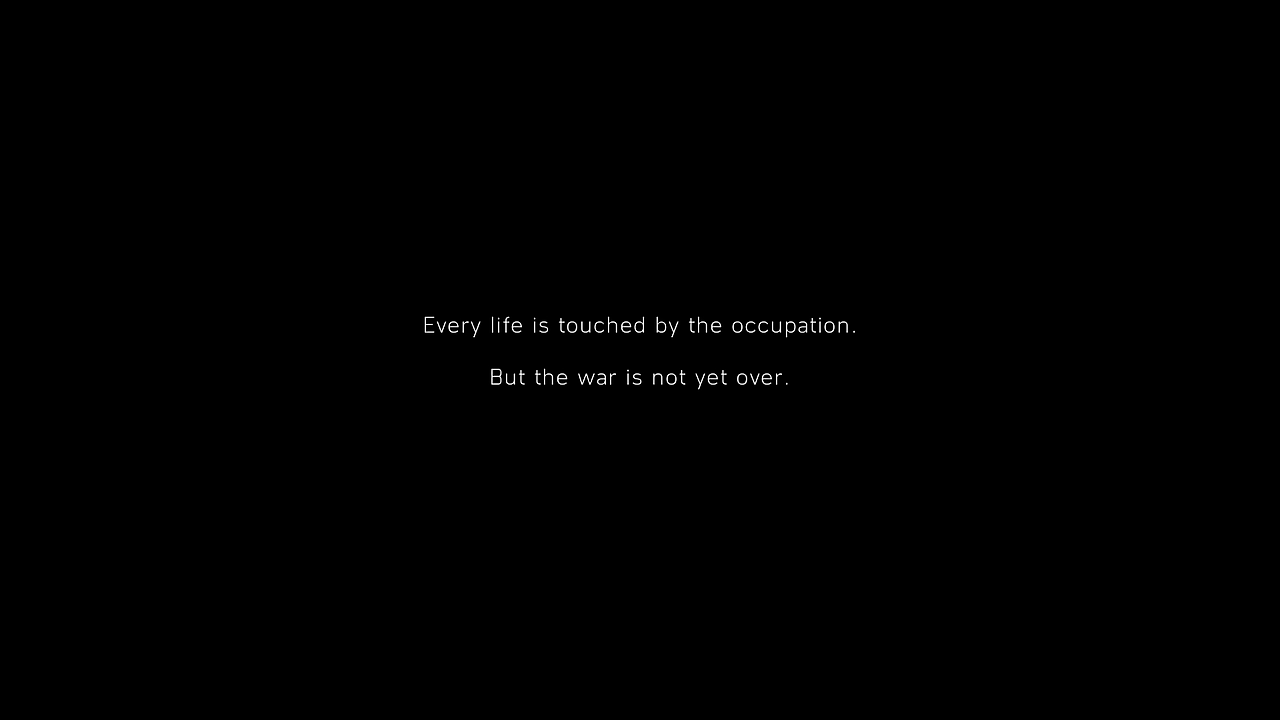 Every life is touched by the occupation.
But the war is not yet over.